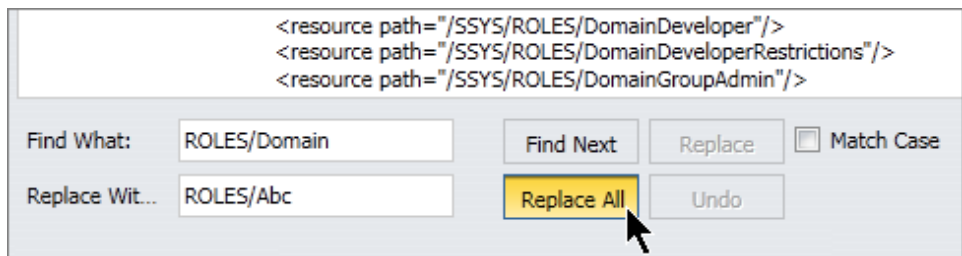 <resource path="/SSYS/ROLES/DomainDeveloper"/>
<resource path="/SSYS/ROLES/DomainDeveloperRestrictions"/>
<resource path="/SSYS/ROLES/DomainGroupAdmin"/>
Find What: ROLES/Domain Find Next Replace Match Case
Replace Wit... ROLES/Abc Replace All Undo